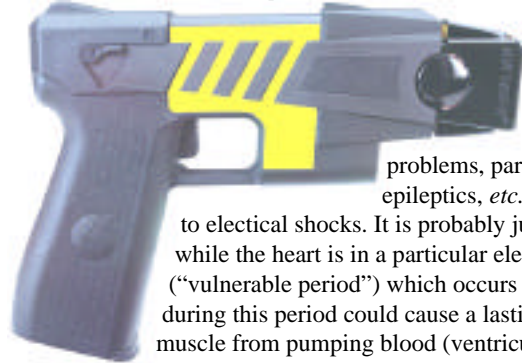 problems, par
epileptics, etc.
to electical shocks. It is probably ju
while the heart is in a particular ele
(“vulnerable period”) which occurs
during this period could cause a lasti
muscle from pumping blood (ventricu